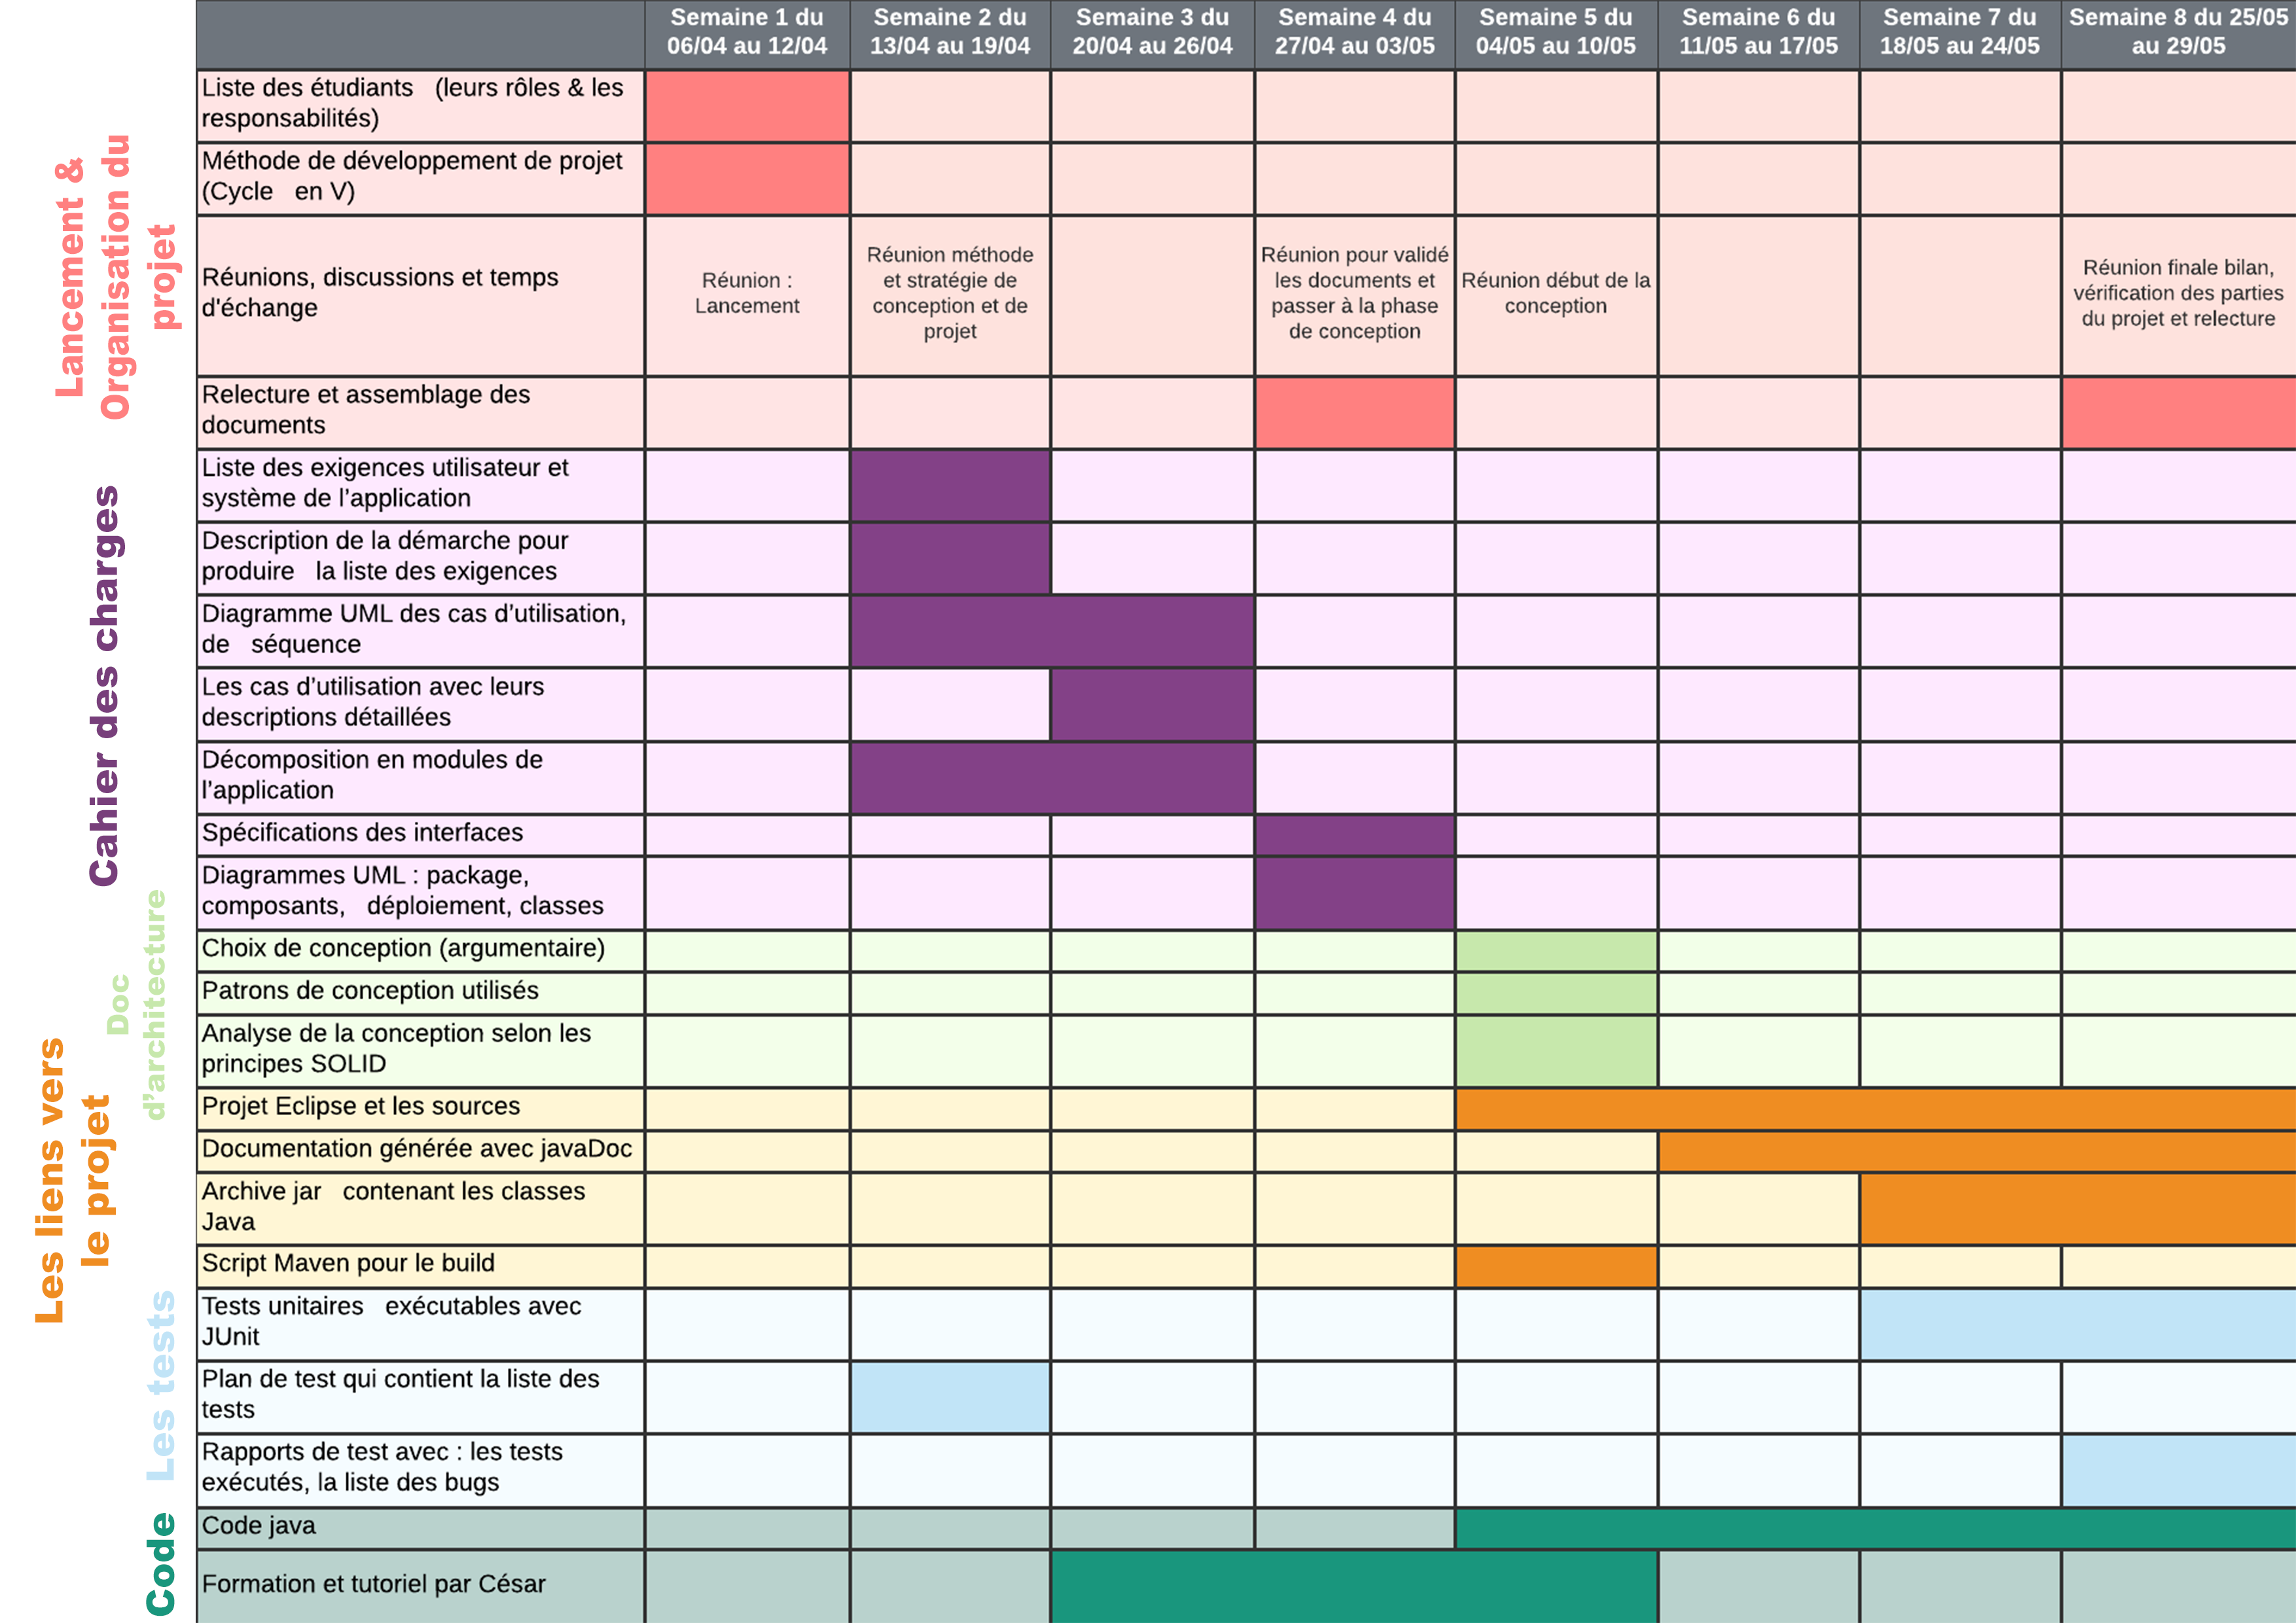 Semaine 1 du
06/04 au 12/04
Semaine 2 du
13/04 au 19/04
Semaine 3 du
20/04 au 26/04
Semaine 4 du
27/04 au 03/05
Semaine 5 du
04/05 au 10/05
Semaine 6 du
11/05 au 17/05
Semaine 7 du
18/05 au 24/05
Semaine 8 du 25/05
au 29/05
Lancement &
Organisation du
projet
Liste des étudiants (leurs rôles & les
responsabilités)
Méthode de développement de projet
(Cycle en V)
Réunions, discussions et temps
d'échange
Réunion :
Lancement
Réunion méthode
et stratégie de
conception et de
projet
Réunion pour validé
les documents et
passer à la phase
de conception
Réunion début de la
conception
Réunion finale bilan,
vérification des parties
du projet et relecture
Relecture et assemblage des
documents
Cahier des charges
Liste des exigences utilisateur et
système de l’application
Description de la démarche pour
produire la liste des exigences
Diagramme UML des cas d’utilisation,
de séquence
Les cas d’utilisation avec leurs
descriptions détaillées
Décomposition en modules de
l’application
Spécifications des interfaces
Diagrammes UML : package,
composants, déploiement, classes
Doc
d’architecture
Choix de conception (argumentaire)
Patrons de conception utilisés
Analyse de la conception selon les
principes SOLID
Les liens vers
le projet
Projet Eclipse et les sources
Documentation générée avec javaDoc
Archive jar contenant les classes
Java
Script Maven pour le build
Les tests
Tests unitaires exécutables avec
JUnit
Plan de test qui contient la liste des
tests
Rapports de test avec : les tests
exécutés, la liste des bugs
Code
Code java
Formation et tutoriel par César